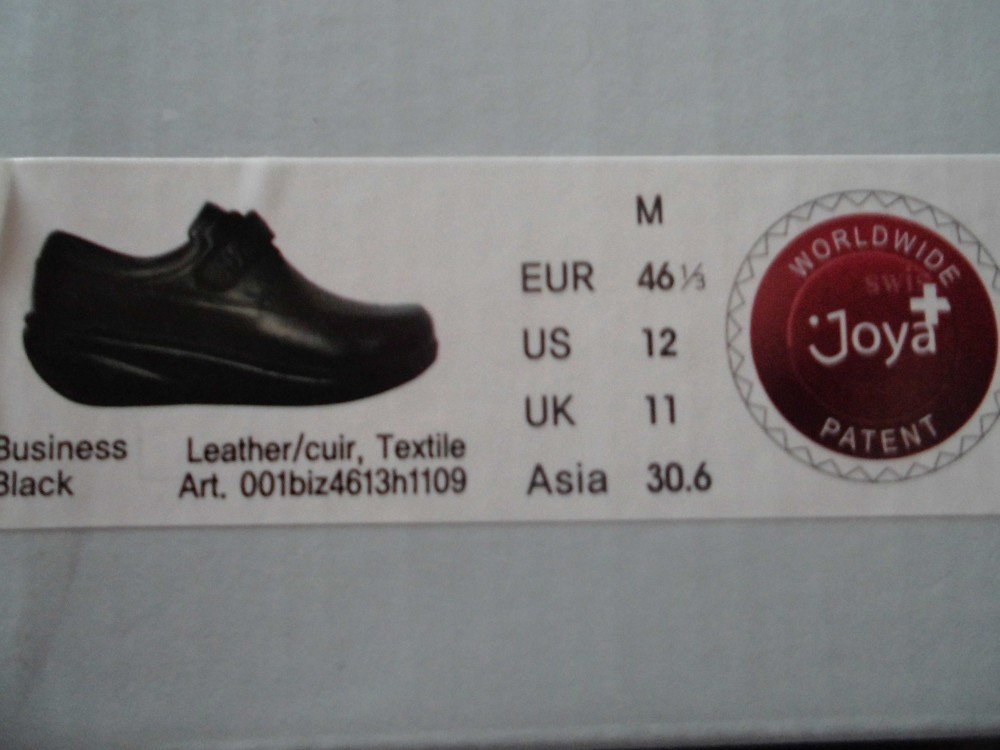 Business
Black
Leather/cuir, Textile
Art. 001biz4613h1109
M
EUR 46⅓
US 12
UK 11
Asia 30.6
WORLDWIDE
Joya
PATENT